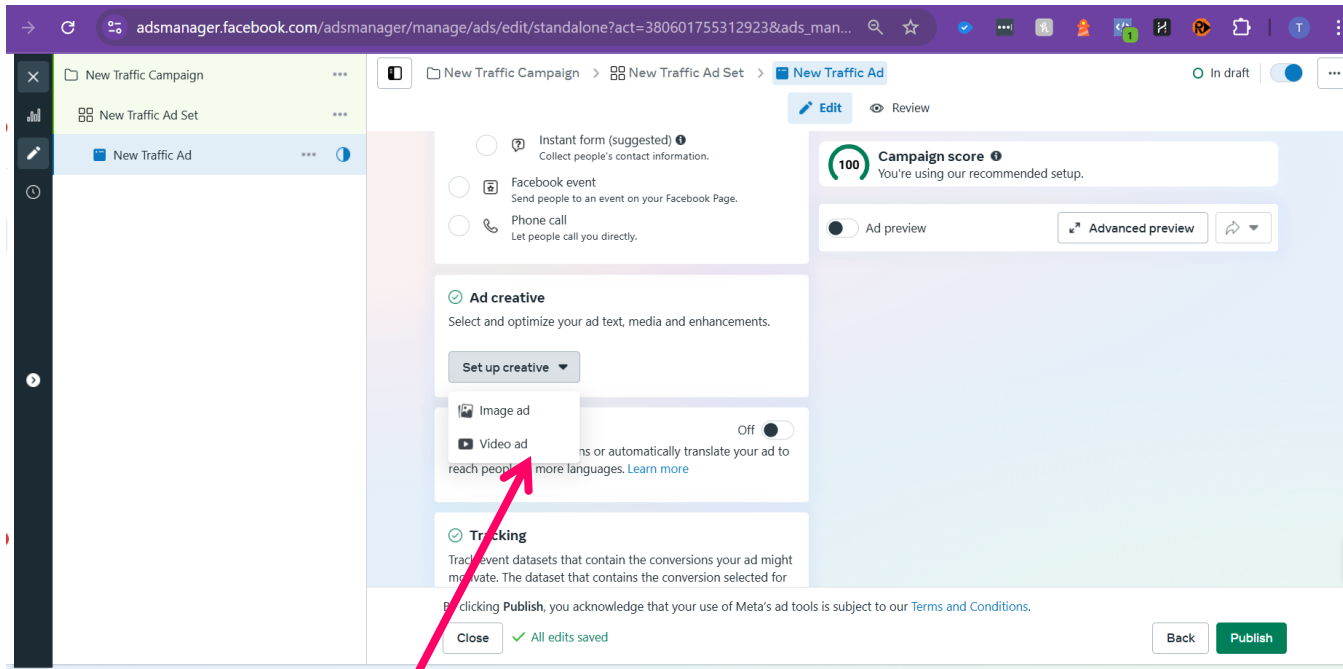 adsmanager.facebook.com/adsmanager/manage/ads/edit/standalone?act=380601755312923&ads_man...
1
T
New Traffic Campaign
New Traffic Ad Set
New Traffic Ad
New Traffic Campaign > New Traffic Ad Set > New Traffic Ad
In draft
Edit
Review
Instant form (suggested)
Collect people's contact information.
Facebook event
Send people to an event on your Facebook Page.
Phone call
Let people call you directly.
100
Campaign score
You're using our recommended setup.
Ad preview
Advanced preview
Ad creative
Select and optimize your ad text, media and enhancements.
Set up creative
Image ad
Video ad
Off
or automatically translate your ad to
reach more languages. Learn more
Tracking
Track event datasets that contain the conversions your ad might
motivate. The dataset that contains the conversion selected for
By clicking Publish, you acknowledge that your use of Meta's ad tools is subject to our Terms and Conditions.
Close
All edits saved
Back
Publish